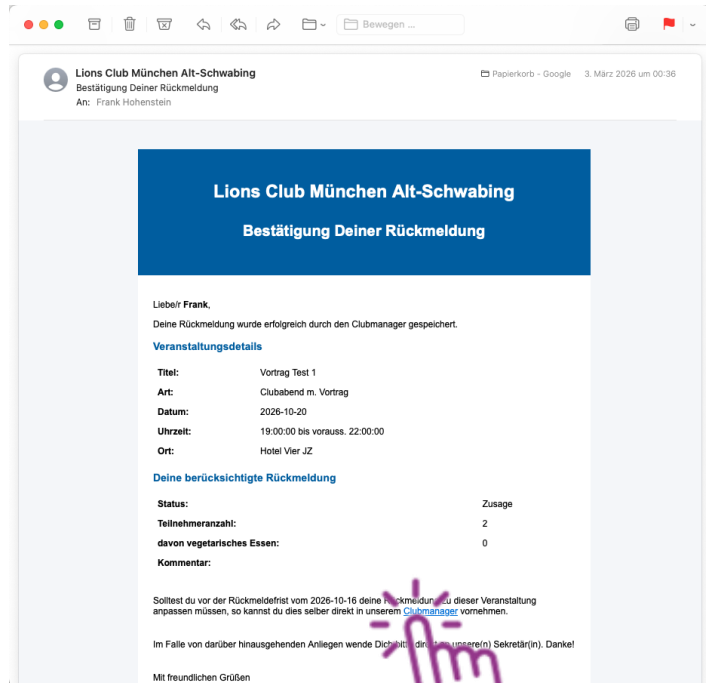 Bewegen ...
Lions Club München Alt-Schwabing
Papierkorb - Google
3. März 2026 um 00:36
Bestätigung Deiner Rückmeldung
An: Frank Hohenstein
Lions Club München Alt-Schwabing
Bestätigung Deiner Rückmeldung
Liebe/r Frank,
Deine Rückmeldung wurde erfolgreich durch den Clubmanager gespeichert.
Veranstaltungsdetails
Titel: Vortrag Test 1
Art: Clubabend m. Vortrag
Datum: 2026-10-20
Uhrzeit: 19:00:00 bis vorauss. 22:00:00
Ort: Hotel Vier JZ
Deine berücksichtigte Rückmeldung
Status: Zusage
Teilnehmeranzahl: 2
davon vegetarisches Essen: 0
Kommentar:
Solltest du vor der Rückmeldefrist vom 2026-10-16 deine Rückmeldung zu dieser Veranstaltung
anpassen müssen, so kannst du dies selber direkt in unserem Clubmanager vornehmen.
Im Falle von darüber hinausgehenden Anliegen wende Dich bitte direkt an unsere(n) Sekretär(in). Danke!
Mit freundlichen Grüßen